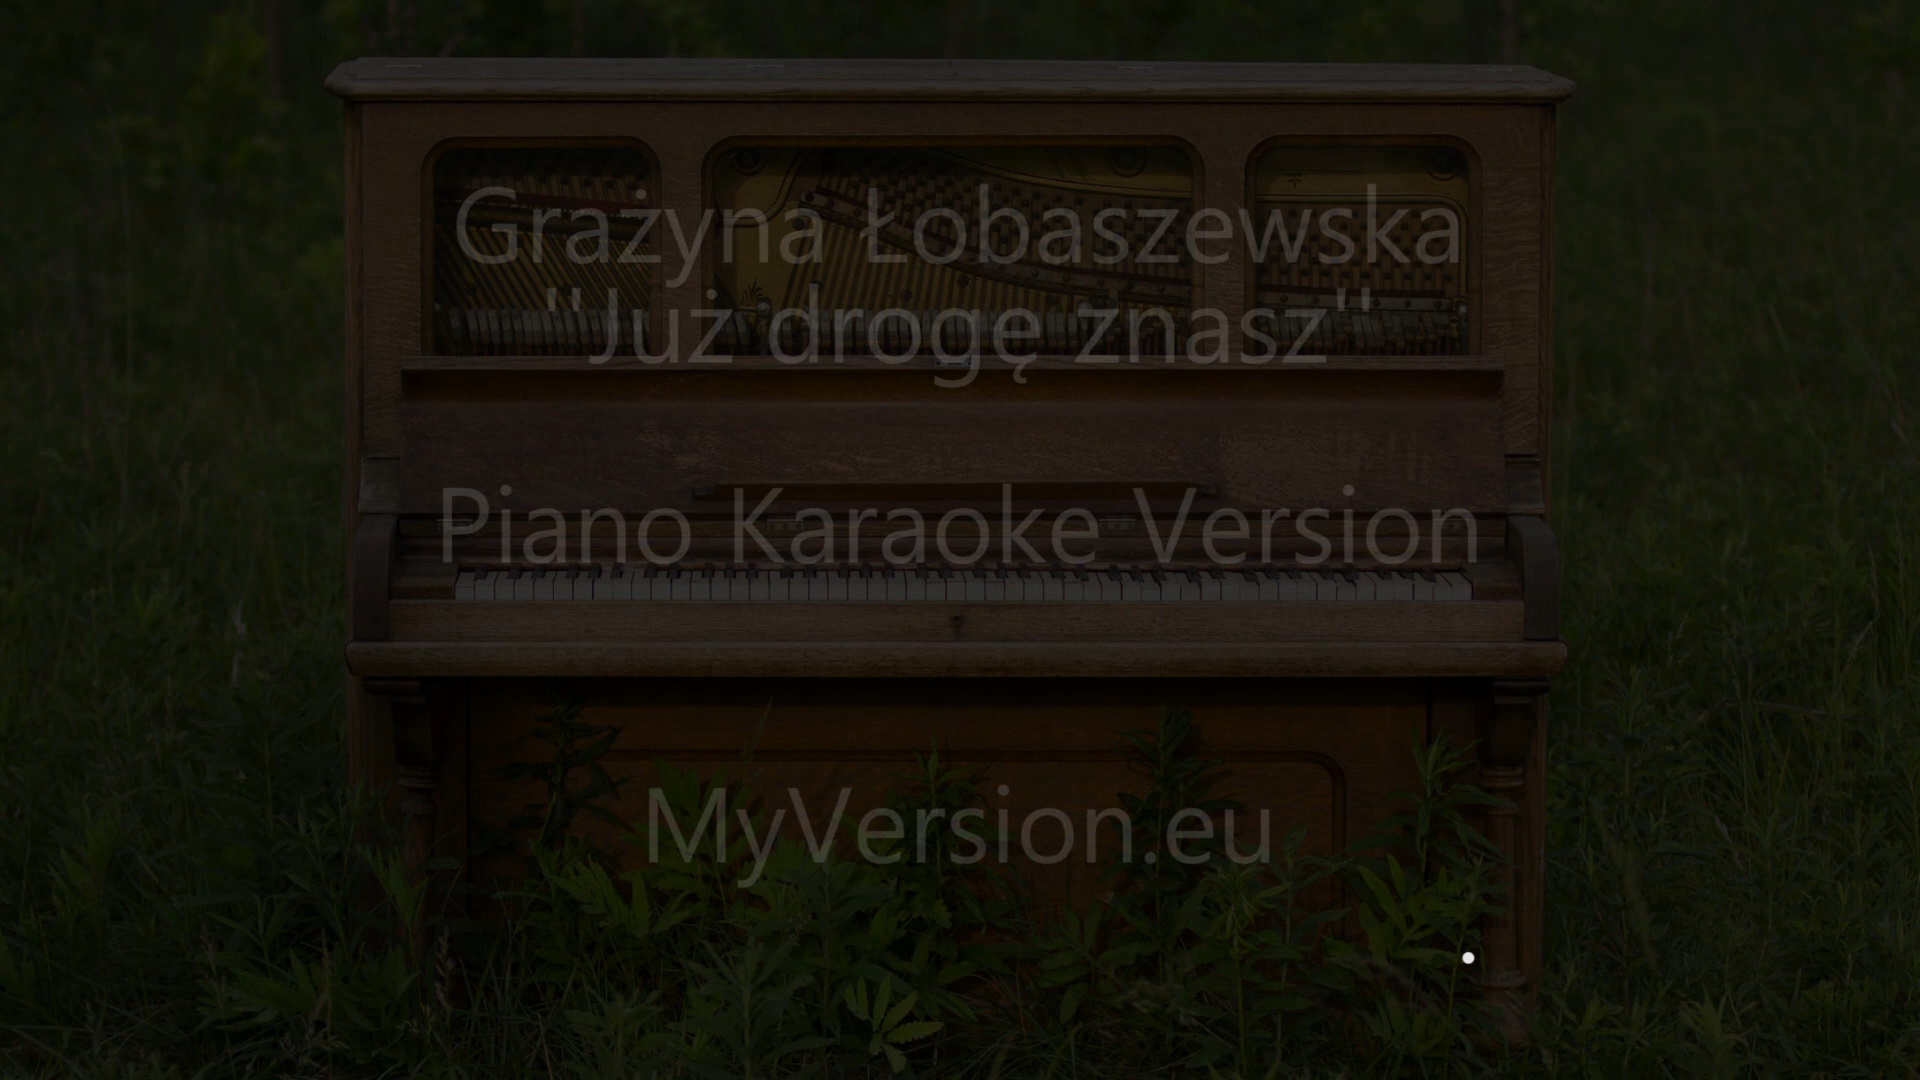 Grażyna Łobaszewska
"Już drogę znasz"
Piano Karaoke Version
MyVersion.eu